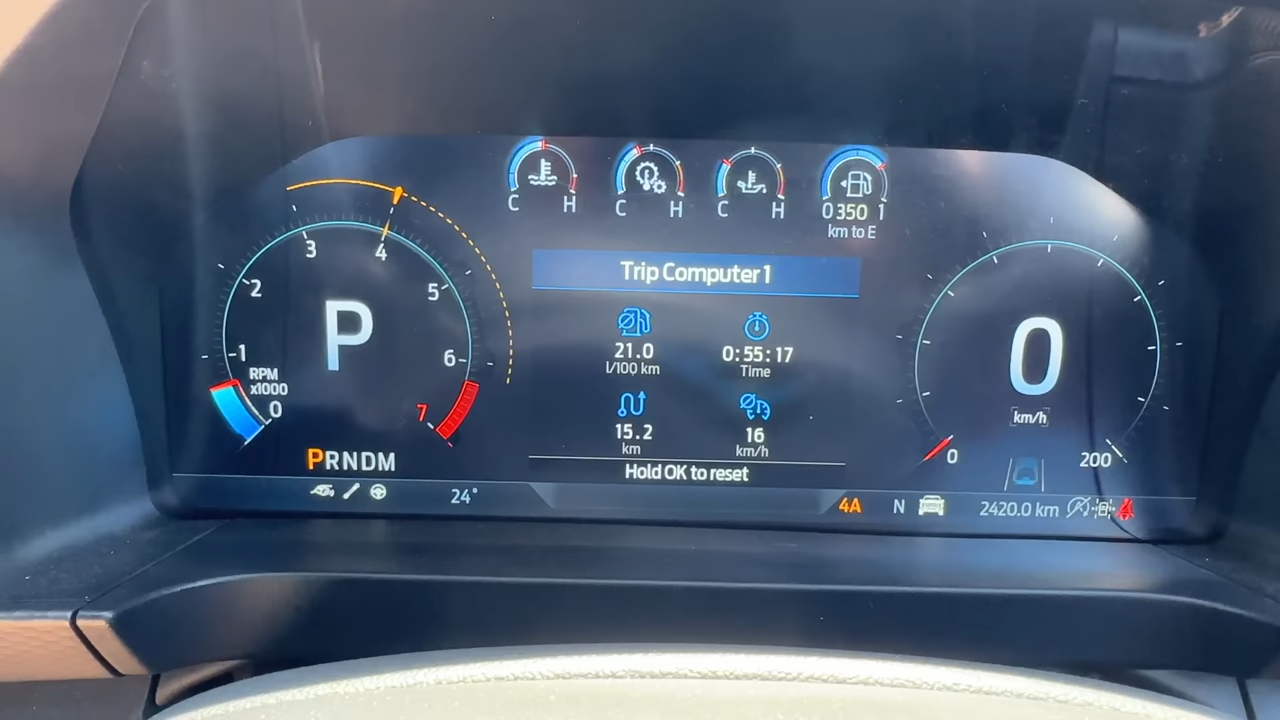 C H
C H
C H
0 350 1
km to E
Trip Computer 1
21.0
l/100 km
0:55:17
Time
15.2
km
16
km/h
Hold OK to reset
0
1
2
3
4
5
6
7
RPM
x1000
P
PRNDM
24°
0
km/h
0
200
4A
N
2420.0 km
A